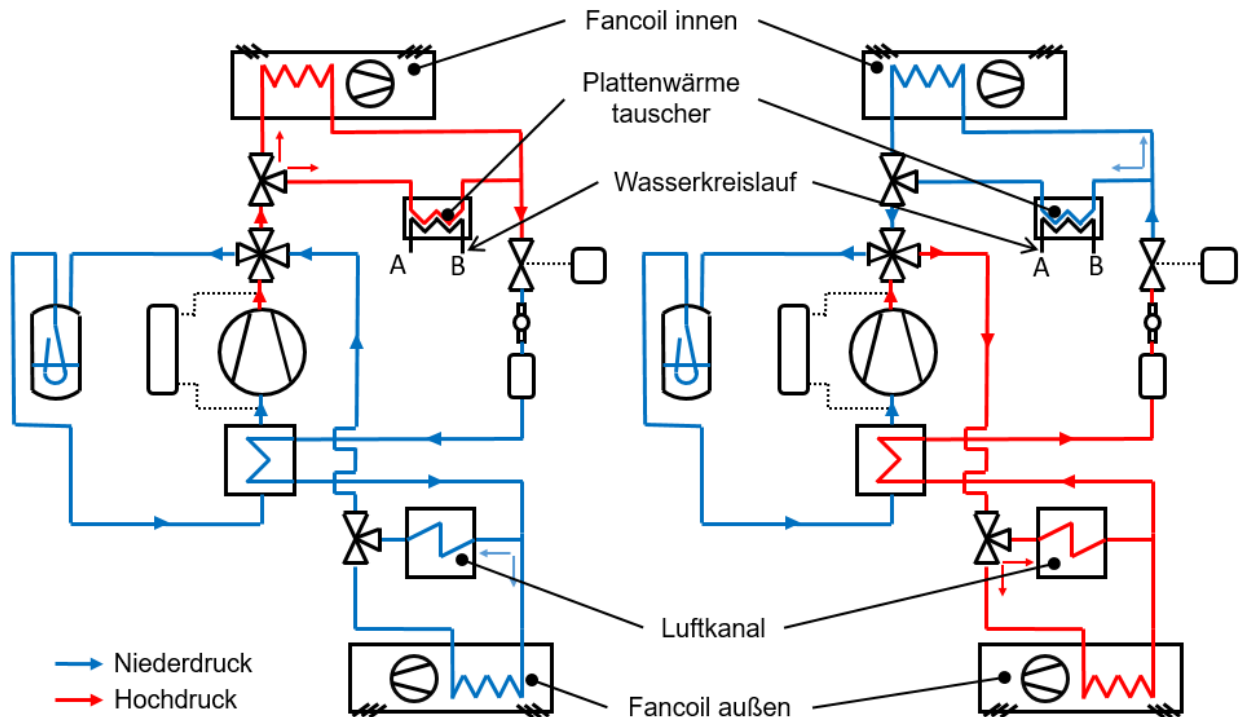 Fancoil innen
Plattenwärme
tauscher
Wasserkreislauf
A
B
A
B
Luftkanal
Niederdruck
Hochdruck
Fancoil außen